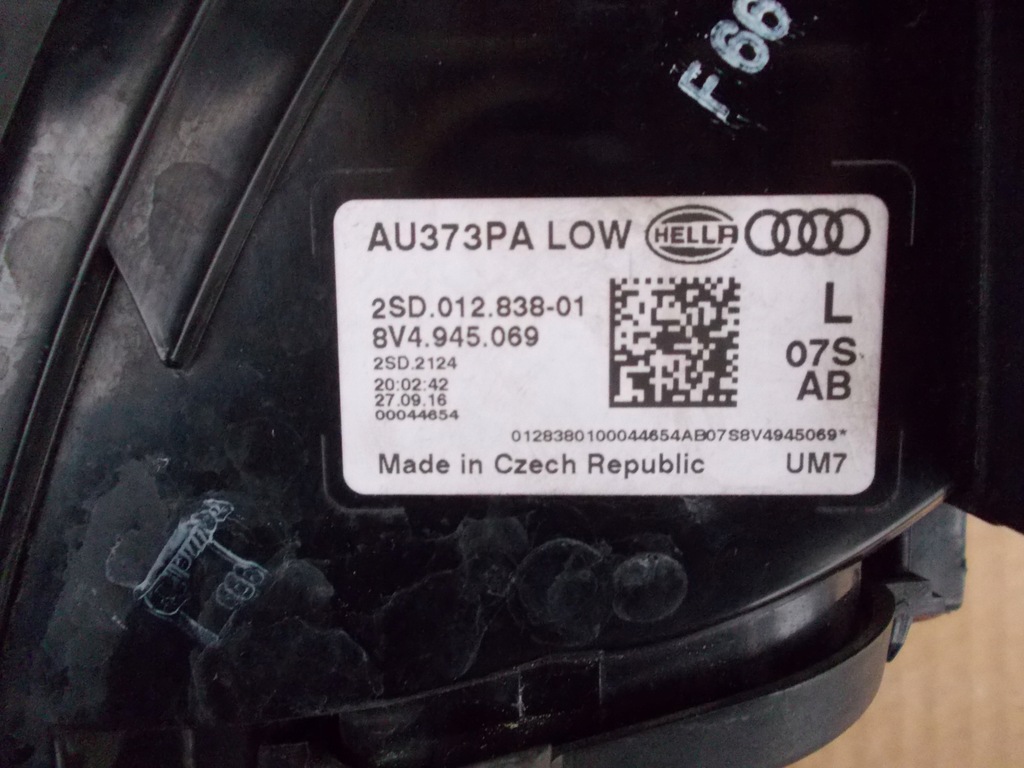 F 66
AU373PA LOW HELLA
2SD.012.838-01
8V4.945.069
2SD.2124
20:02:42
27.09.16
00044654
L
07S
AB
0128380100044654AB07S8V4945069*
Made in Czech Republic UM7